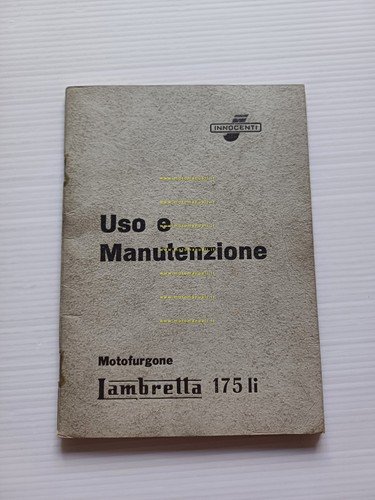 INNOCENTI
Uso e
Manutenzione
Motofurgone
Lambretta 175 li